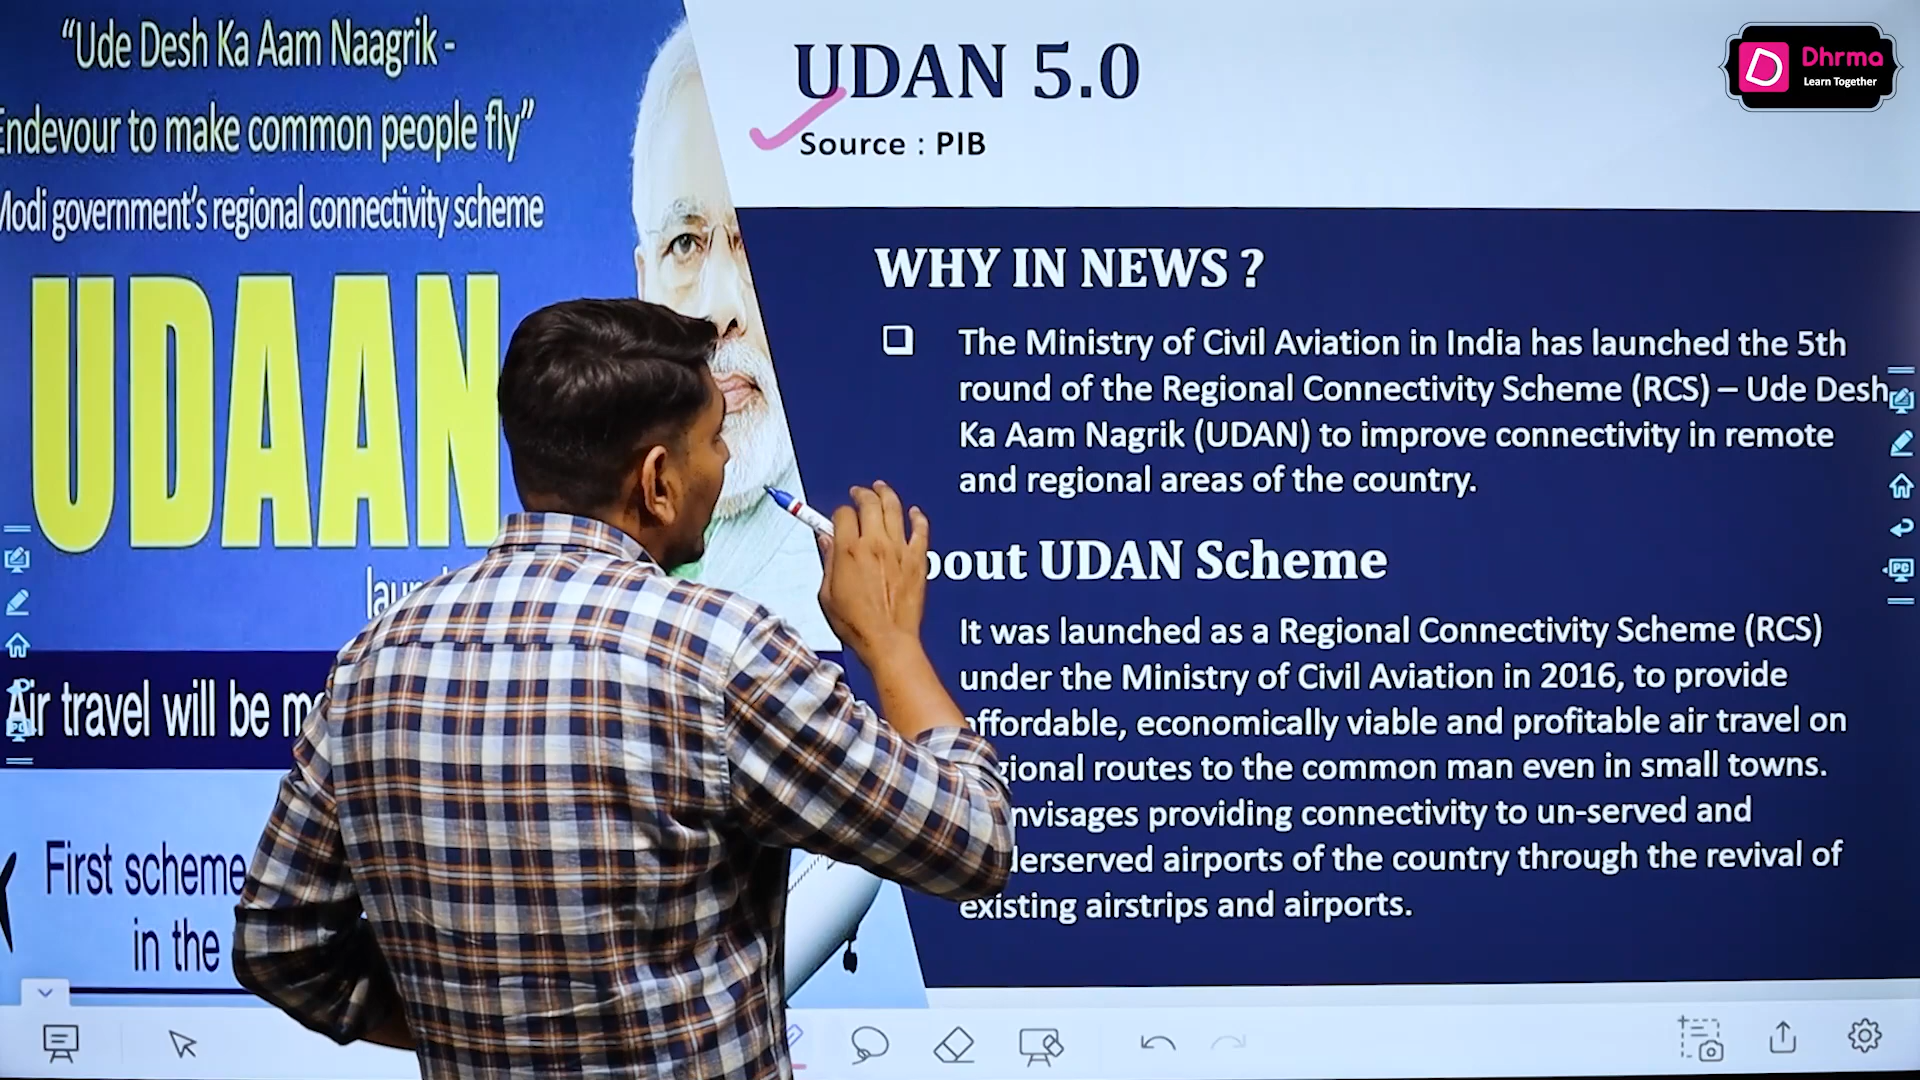 “Ude Desh Ka Aam Naagrik -
Endevour to make common people fly”
Modi government’s regional connectivity scheme
UDAAN
Air travel will be
First scheme
in the
UDAN 5.0
Source : PIB
Dhrma
Learn Together
WHY IN NEWS ?
The Ministry of Civil Aviation in India has launched the 5th
round of the Regional Connectivity Scheme (RCS) – Ude Desh
Ka Aam Nagrik (UDAN) to improve connectivity in remote
and regional areas of the country.
bout UDAN Scheme
It was launched as a Regional Connectivity Scheme (RCS)
under the Ministry of Civil Aviation in 2016, to provide
affordable, economically viable and profitable air travel on
gional routes to the common man even in small towns.
nvisages providing connectivity to un-served and
derserved airports of the country through the revival of
existing airstrips and airports.
PC